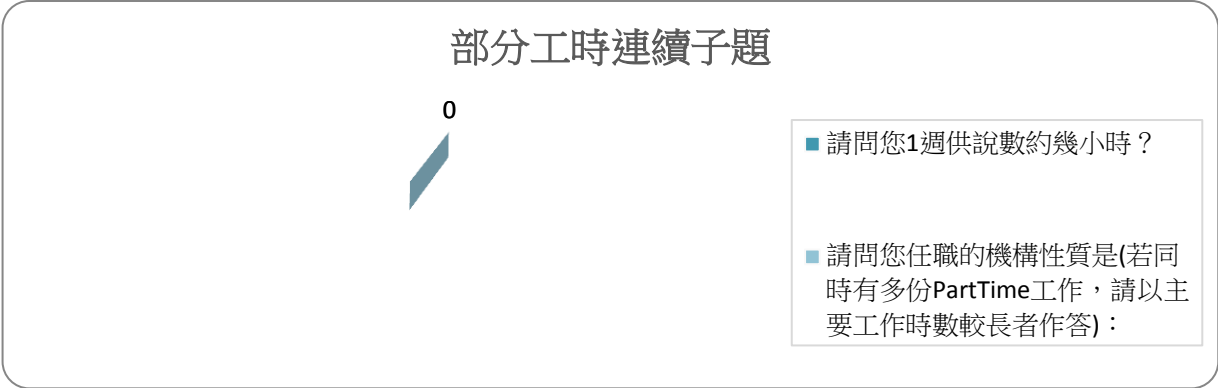 部分工時連續子題
0
請問您1週供說數約幾小時？
請問您任職的機構性質是(若同
時有多份PartTime工作，請以主
要工作時數較長者作答)：